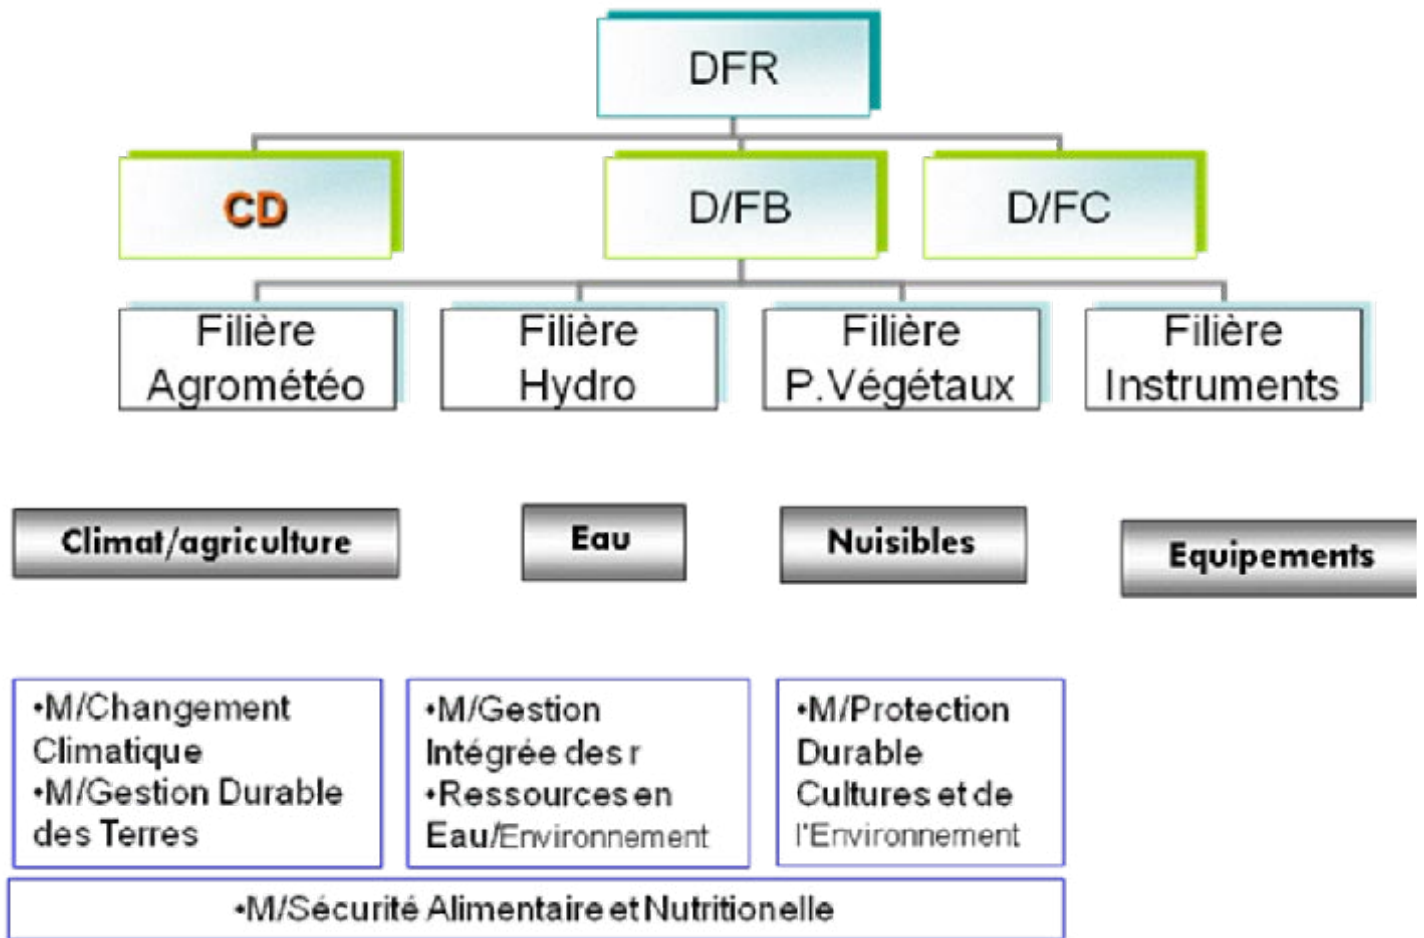 DFR
CD
D/FB
D/FC
Filière
Agrométéo
Filière
Hydro
Filière
P.Végétaux
Filière
Instruments
Climat/agriculture
Eau
Nuisibles
Equipements
•M/Changement
Climatique
•M/Gestion Durable
des Terres
•M/Gestion
Intégrée des r
•Ressources en
Eau/Environnement
•M/Protection
Durable
Cultures et de
l'Environnement
•M/Sécurité Alimentaire et Nutritionelle